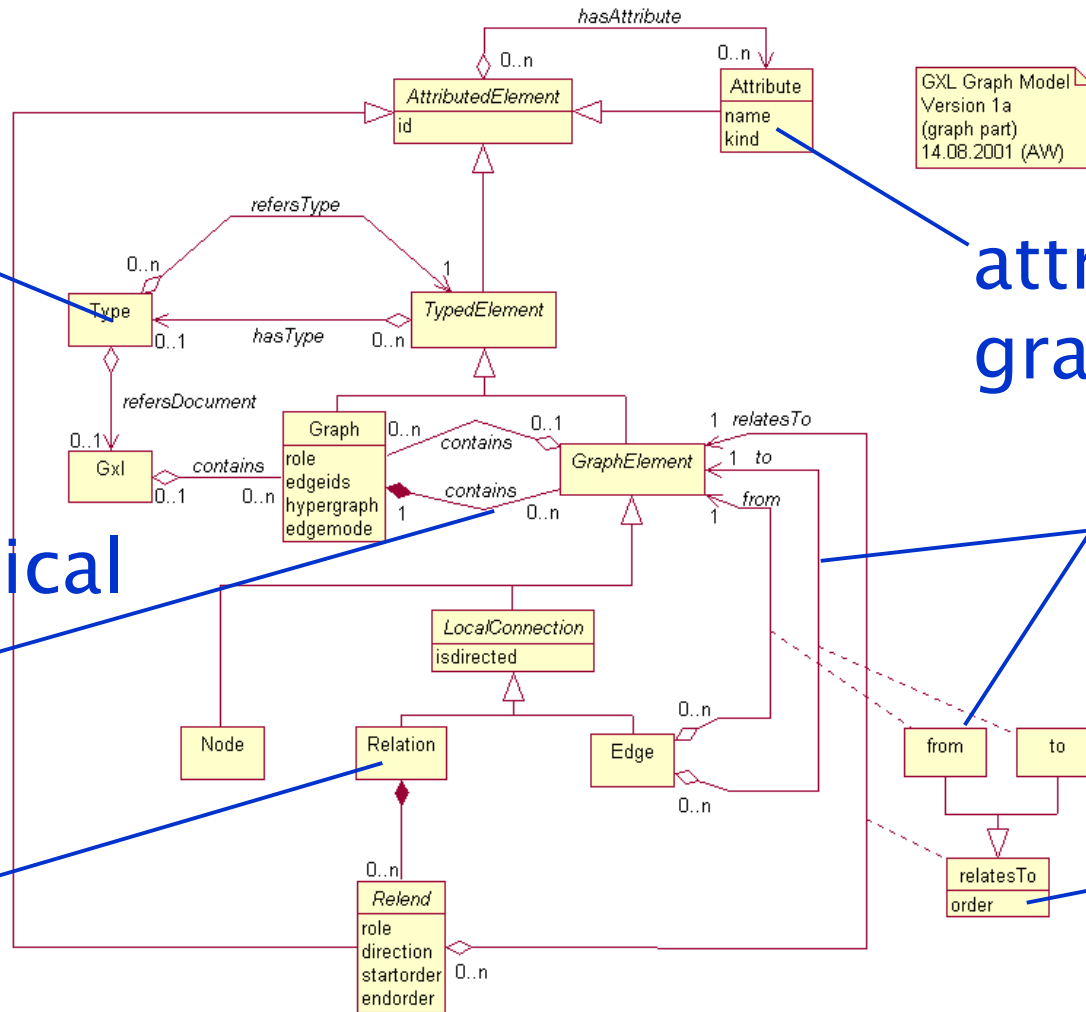 hasAttribute
0..n
0..n
AttributedElement
id
Attribute
name
kind
GXL Graph Model
Version 1a
(graph part)
14.08.2001 (AW)
refersType
0..n
1
attr
gra
Type
TypedElement
0..1
hasType
0..n
refersDocument
0..1
Gxl
contains
0..1
0..n
Graph
role
edgeids
hypergraph
edgemode
0..n
contains
0..1
contains
1
0..n
GraphElement
1
relatesTo
1
to
from
1
ical
LocalConnection
isdirected
Node
Relation
Edge
0..n
0..n
from
to
0..n
Relend
role
direction
startorder
endorder
0..n
relatesTo
order